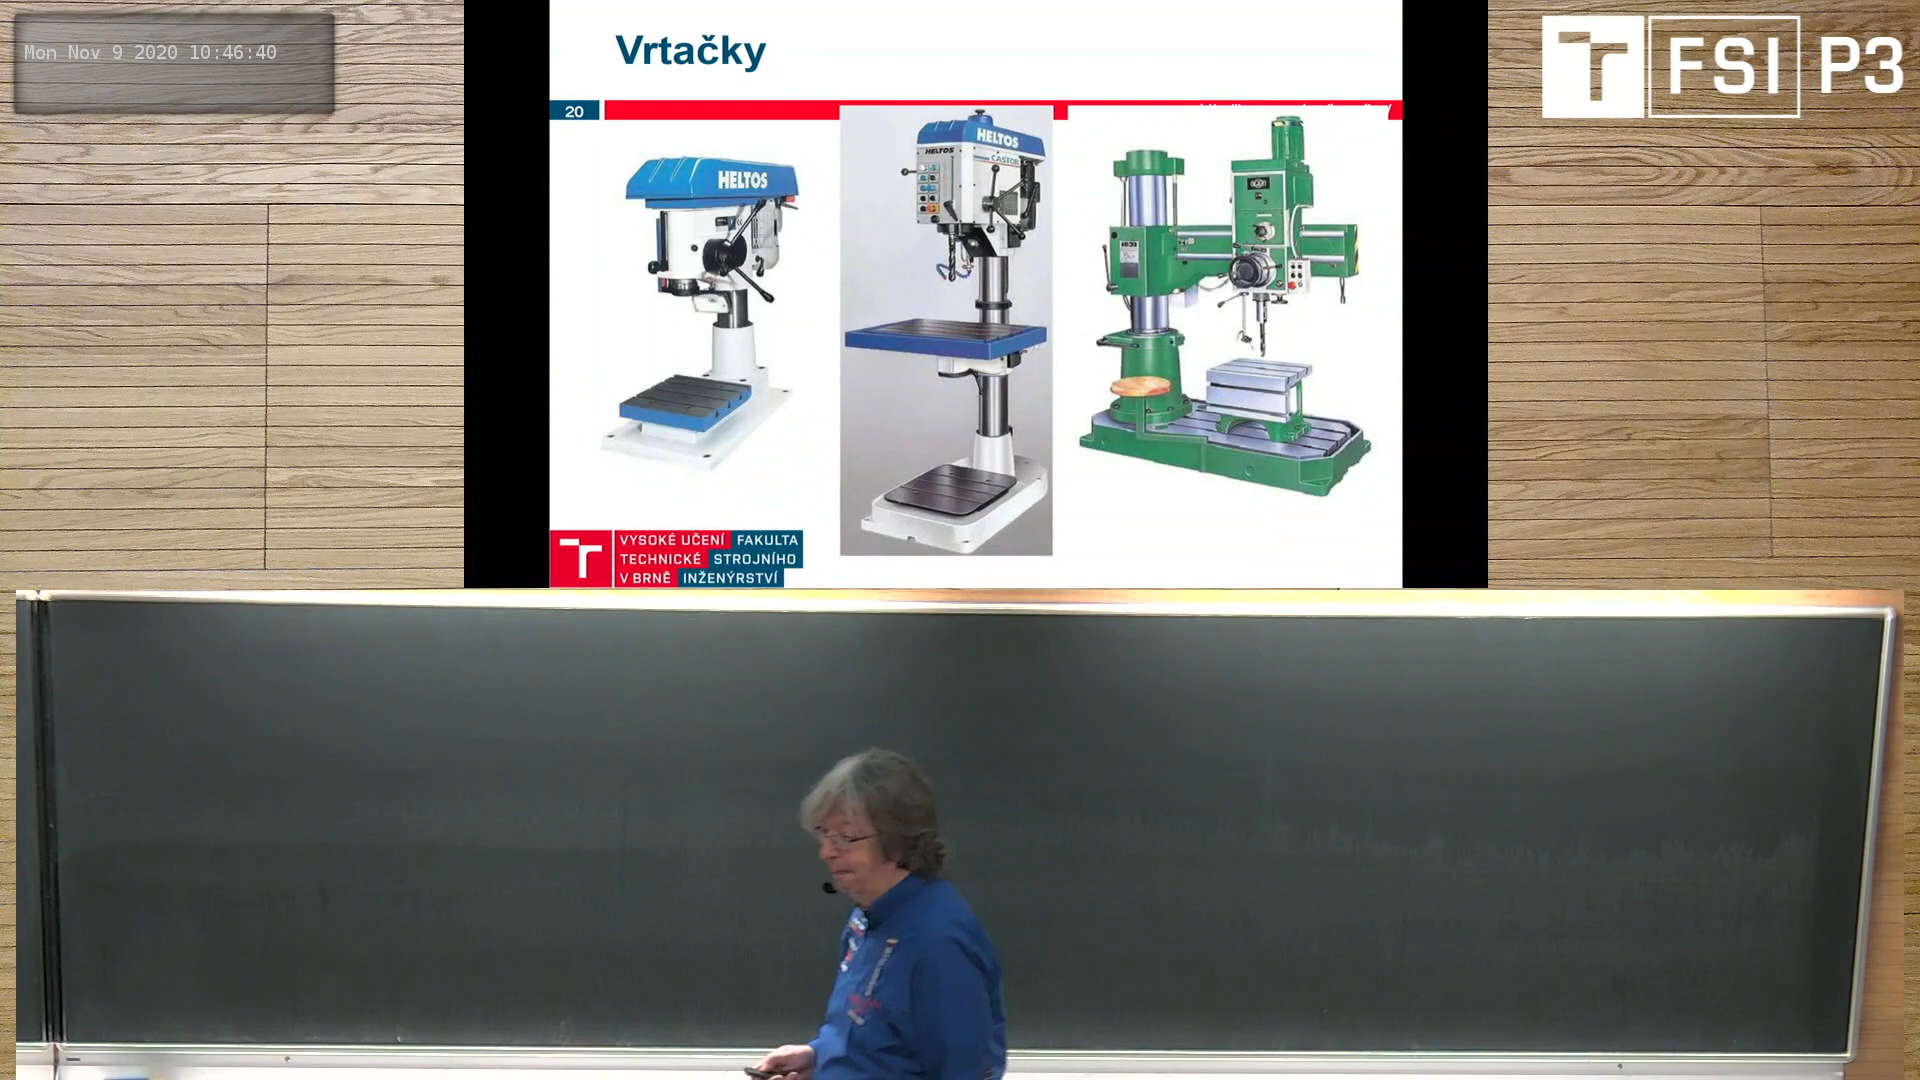 Mon Nov 9 2020 10:46:40
Vrtačky
FSI P3
20
HELTOS
HELTOS
HELTOS
CASTOR
VYSOKÉ UČENÍ FAKULTA
TECHNICKÉ STROJNÍHO
V BRNĚ INŽENÝRSTVÍ